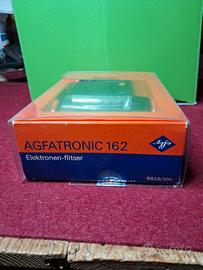 AGFATRONIC 162
Agfa
Elektronen-flitser
6925/100